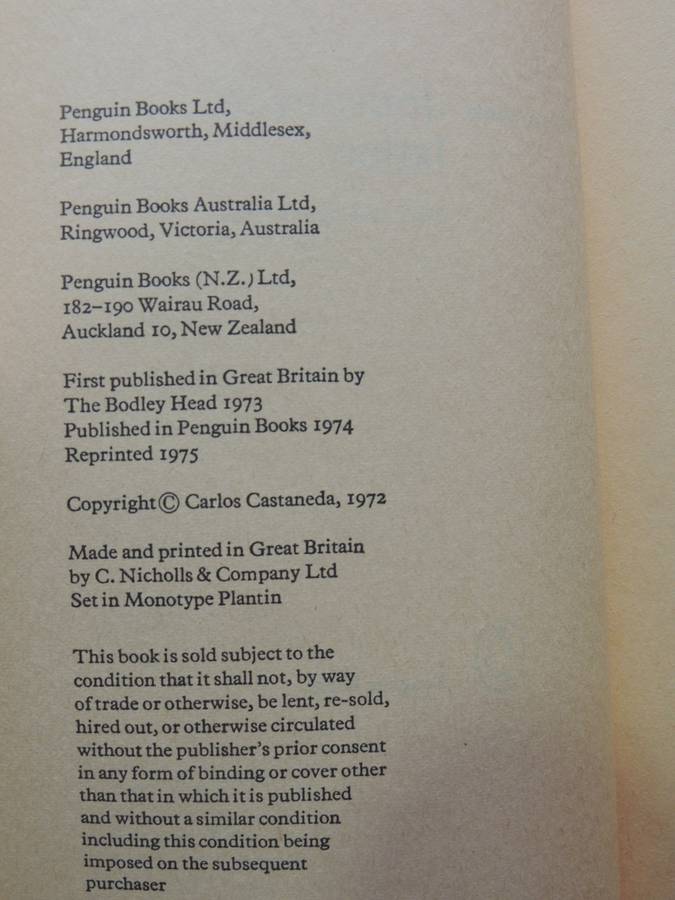 Penguin Books Ltd,
Harmondsworth, Middlesex,
England
Penguin Books Australia Ltd,
Ringwood, Victoria, Australia
Penguin Books (N.Z.) Ltd,
182–190 Wairau Road,
Auckland 10, New Zealand
First published in Great Britain by
The Bodley Head 1973
Published in Penguin Books 1974
Reprinted 1975
Copyright © Carlos Castaneda, 1972
Made and printed in Great Britain
by C. Nicholls & Company Ltd
Set in Monotype Plantin
This book is sold subject to the
condition that it shall not, by way
of trade or otherwise, be lent, re-sold,
hired out, or otherwise circulated
without the publisher's prior consent
in any form of binding or cover other
than that in which it is published
and without a similar condition
including this condition being
imposed on the subsequent
purchaser